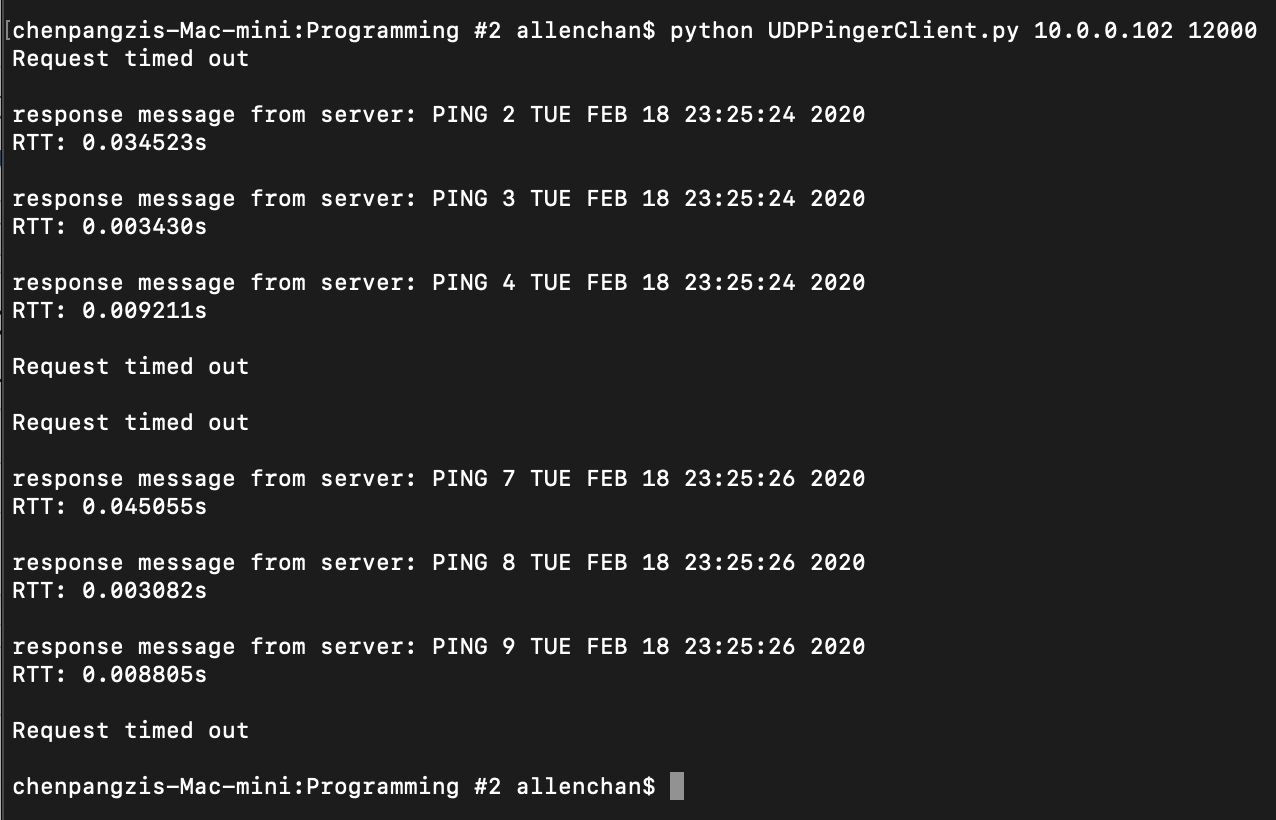 [chenpangzis-Mac-mini:Programming #2 allenchan$ python UDPPingerClient.py 10.0.0.102 12000
Request timed out
response message from server: PING 2 TUE FEB 18 23:25:24 2020
RTT: 0.034523s
response message from server: PING 3 TUE FEB 18 23:25:24 2020
RTT: 0.003430s
response message from server: PING 4 TUE FEB 18 23:25:24 2020
RTT: 0.009211s
Request timed out
Request timed out
response message from server: PING 7 TUE FEB 18 23:25:26 2020
RTT: 0.045055s
response message from server: PING 8 TUE FEB 18 23:25:26 2020
RTT: 0.003082s
response message from server: PING 9 TUE FEB 18 23:25:26 2020
RTT: 0.008805s
Request timed out
chenpangzis-Mac-mini:Programming #2 allenchan$